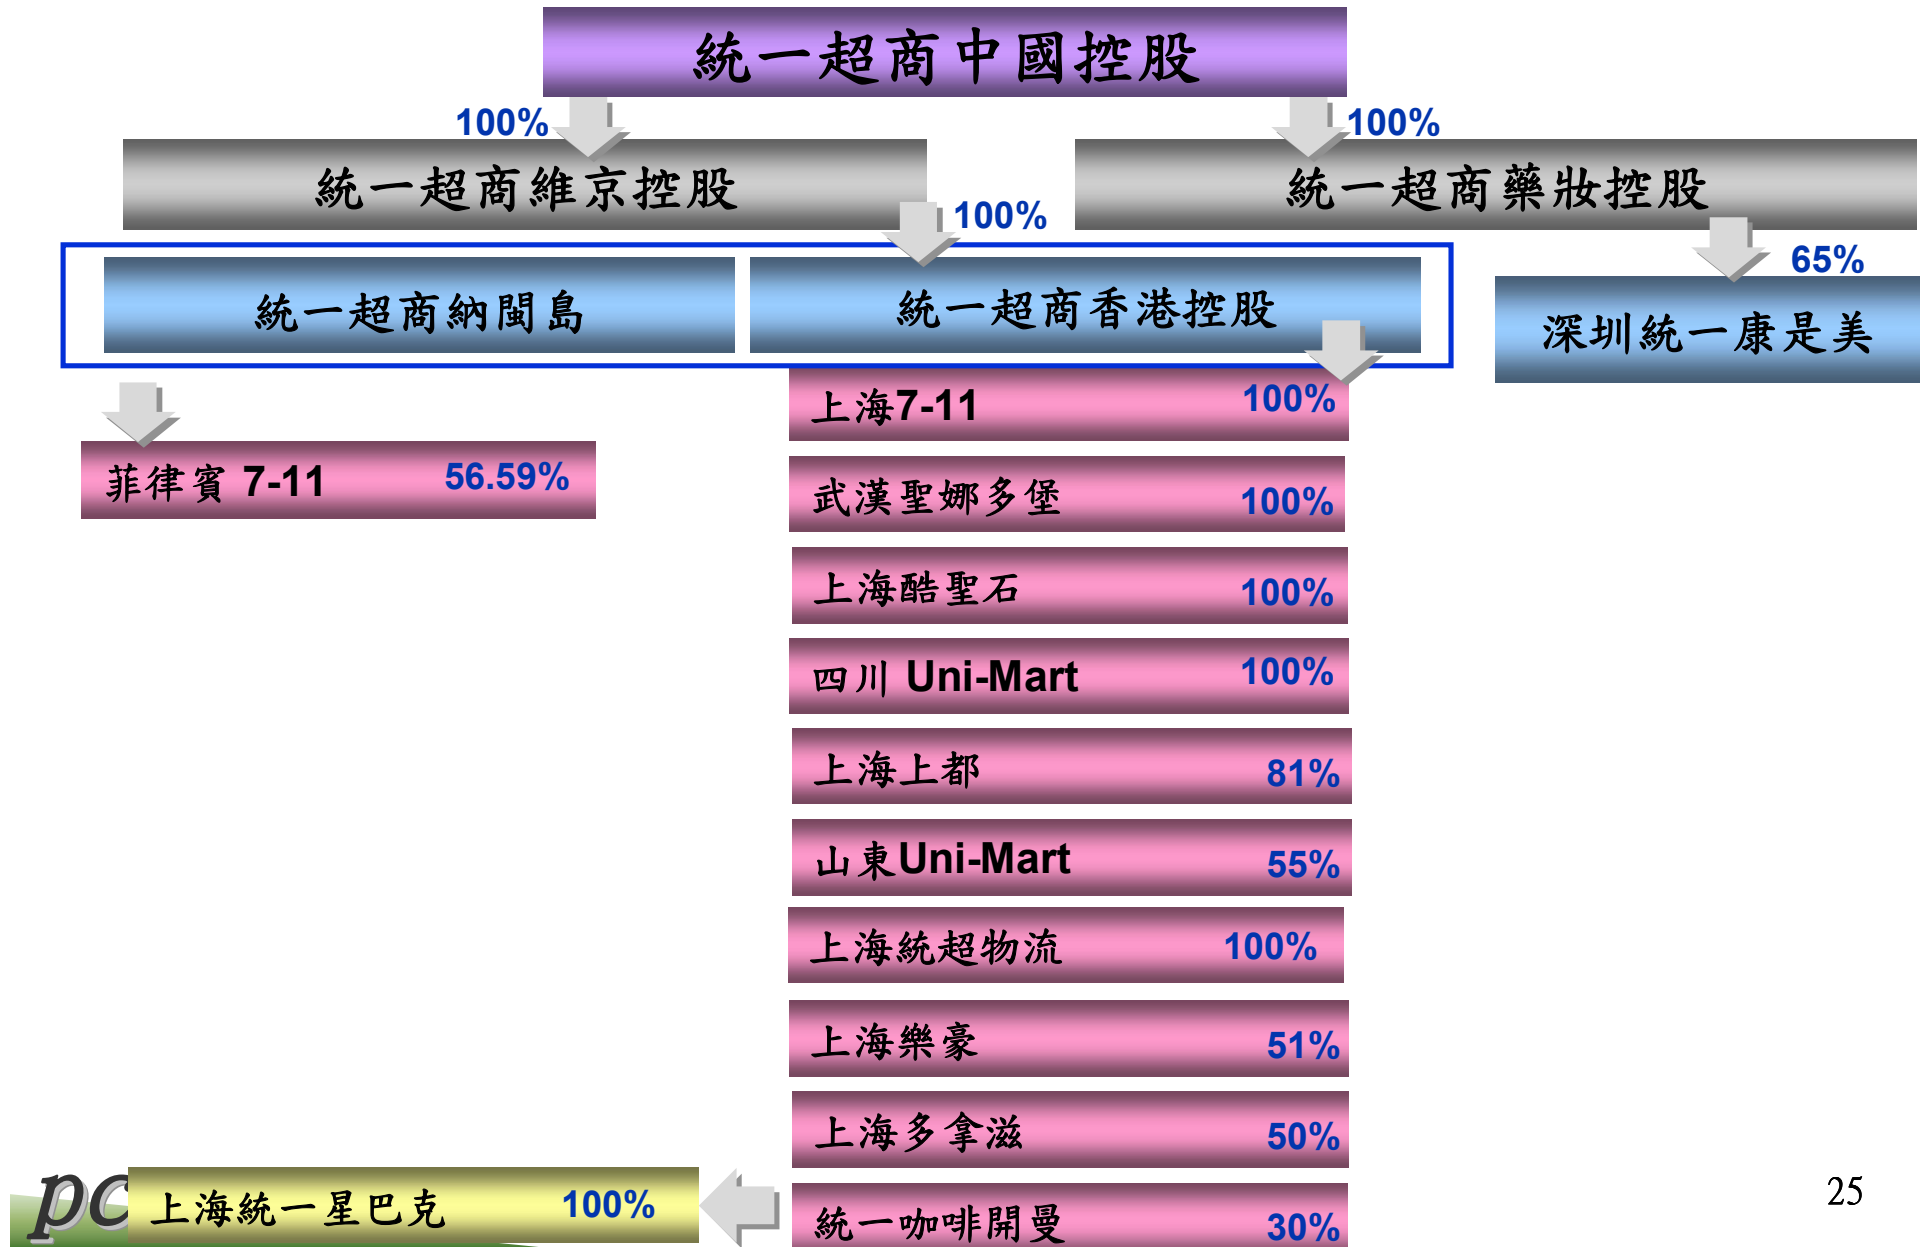 統一超商中國控股
100%
100%
統一超商維京控股
統一超商藥妝控股
100%
65%
統一超商納閩島
統一超商香港控股
深圳統一康是美
上海7-11 100%
菲律賓 7-11 56.59%
武漢聖娜多堡 100%
上海酷聖石 100%
四川 Uni-Mart 100%
上海上都 81%
山東Uni-Mart 55%
上海統超物流 100%
上海樂豪 51%
上海多拿滋 50%
pc
上海統一星巴克 100%
統一咖啡開曼 30%
25